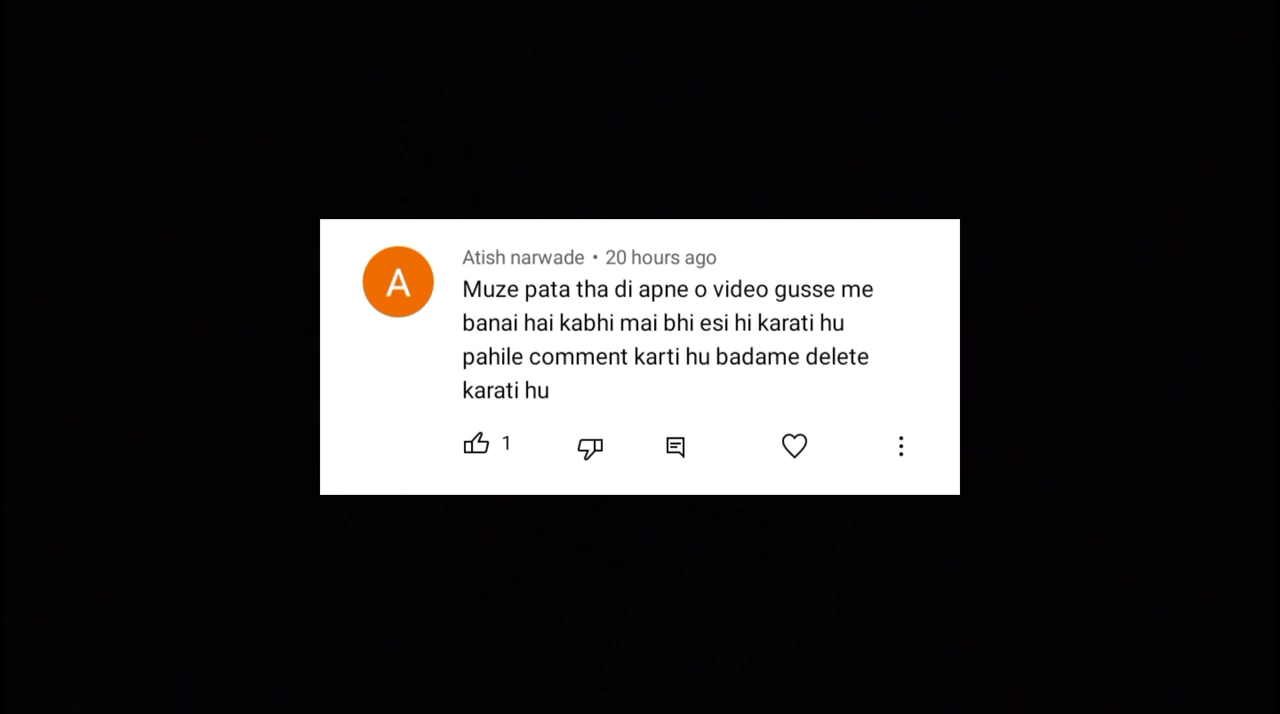 A
Atish narwade • 20 hours ago
Muze pata tha di apne o video gusse me
banai hai kabhi mai bhi esi hi karati hu
pahile comment karti hu badame delete
karati hu
1